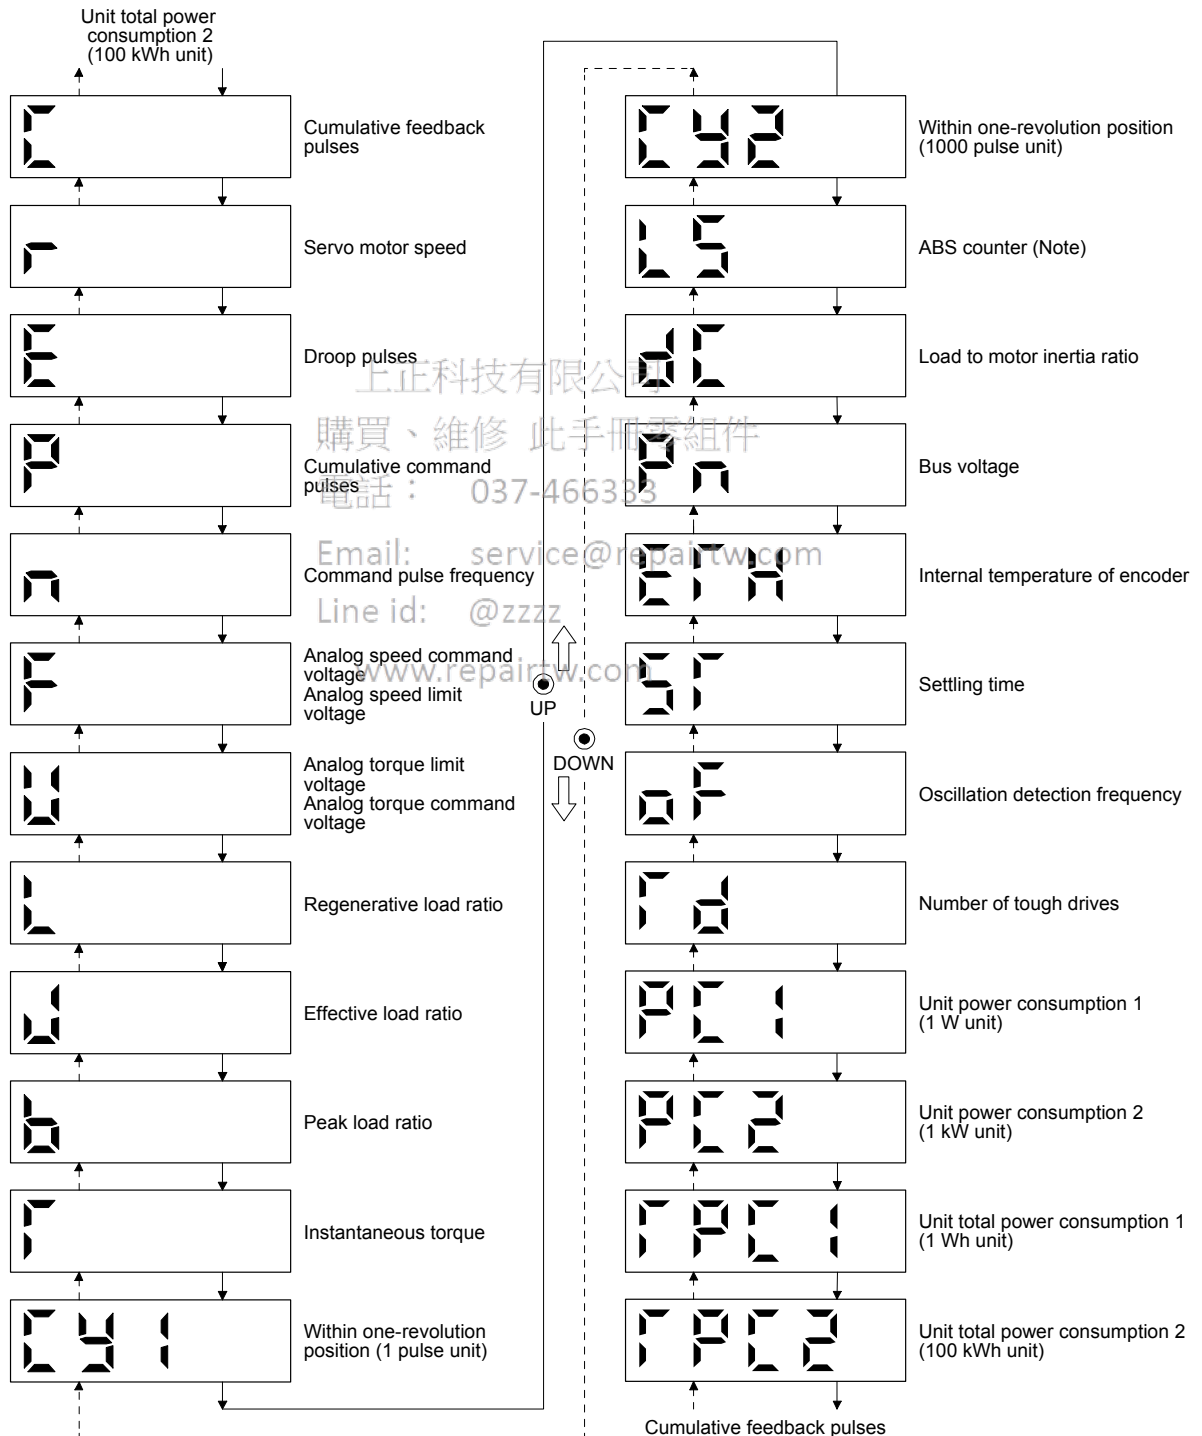 Unit total power
consumption 2
(100 kWh unit)
C
Cumulative feedback
pulses
r
Servo motor speed
E
Droop pulses
P
Cumulative command
pulses
n
Command pulse frequency
F
Analog speed command
voltage
Analog speed limit
voltage
U
Analog torque limit
voltage
Analog torque command
voltage
L
Regenerative load ratio
J
Effective load ratio
b
Peak load ratio
T
Instantaneous torque
Cy1
Within one-revolution
position (1 pulse unit)
UP
DOWN
Cy2
Within one-revolution position
(1000 pulse unit)
LS
ABS counter (Note)
dC
Load to motor inertia ratio
Pn
Bus voltage
ETH
Internal temperature of encoder
ST
Settling time
oF
Oscillation detection frequency
Td
Number of tough drives
PC1
Unit power consumption 1
(1 W unit)
PC2
Unit power consumption 2
(1 kW unit)
TPC1
Unit total power consumption 1
(1 Wh unit)
TPC2
Unit total power consumption 2
(100 kWh unit)
Cumulative feedback pulses
上正科技有限公司
購買、維修 此手冊零組件
電話： 037-466333
Email: service@repairtw.com
Line id: @zzzz
www.repairtw.com